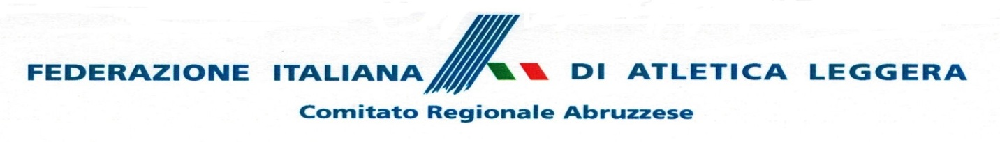 FEDERAZIONE ITALIANA DI ATLETICA LEGGERA
Comitato Regionale Abruzzese